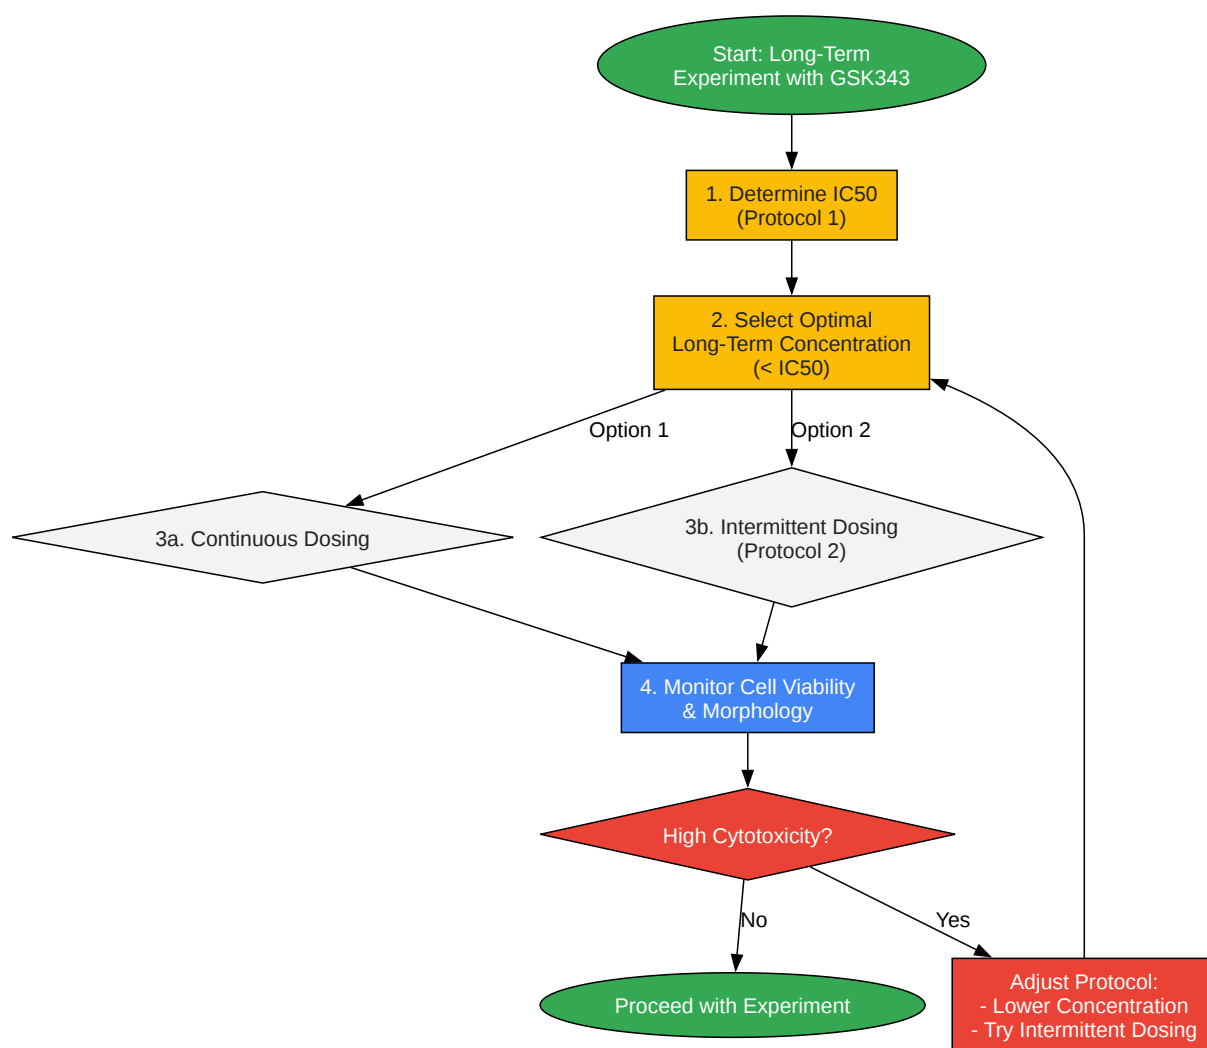 Start: Long-Term
Experiment with GSK343
1. Determine IC50
(Protocol 1)
2. Select Optimal
Long-Term Concentration
(< IC50)
Option 1
Option 2
3a. Continuous Dosing
3b. Intermittent Dosing
(Protocol 2)
4. Monitor Cell Viability
& Morphology
High Cytotoxicity?
No
Yes
Proceed with Experiment
Adjust Protocol:
- Lower Concentration
- Try Intermittent Dosing